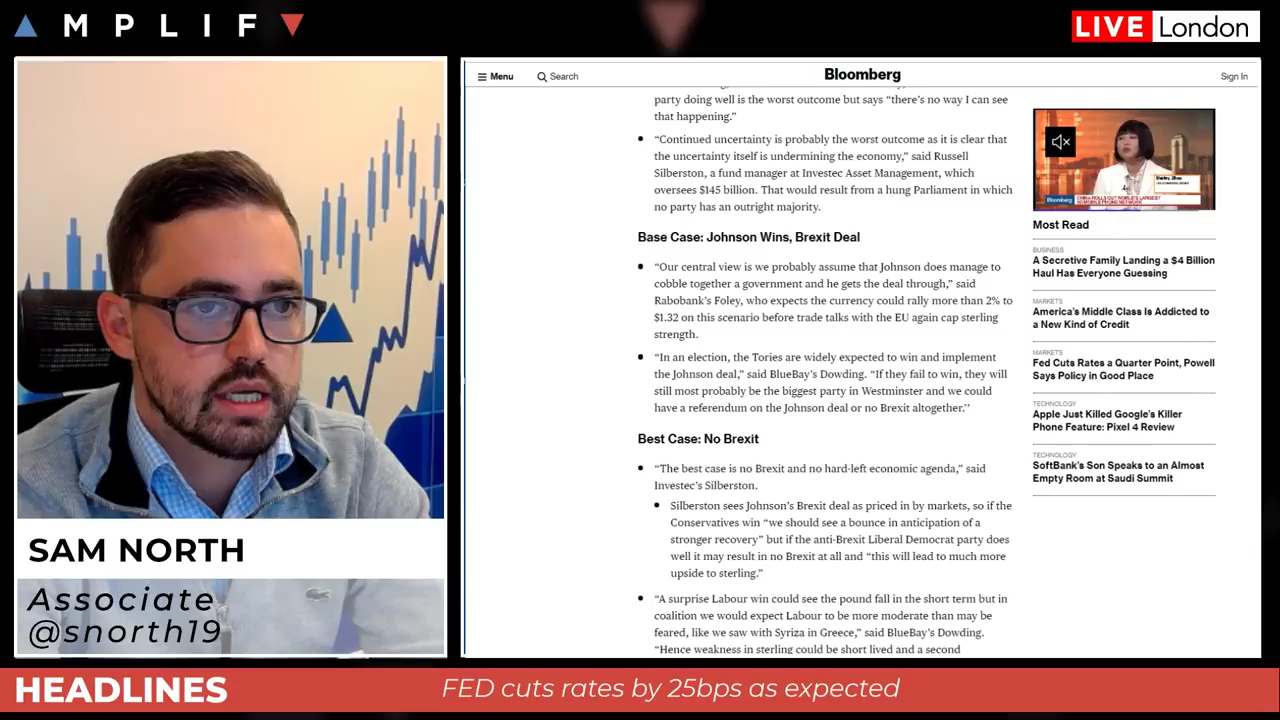 ▲ M P L I F ▼
LIVE London
Menu
Search
Bloomberg
Sign In
party doing well is the worst outcome but says “there’s no way I can see
that happening.”
“Continued uncertainty is probably the worst outcome as it is clear that
the uncertainty itself is undermining the economy,” said Russell
Silberston, a fund manager at Investec Asset Management, which
oversees $145 billion. That would result from a hung Parliament in which
no party has an outright majority.
Base Case: Johnson Wins, Brexit Deal
“Our central view is we probably assume that Johnson does manage to
cobble together a government and he gets the deal through,” said
Rabobank’s Foley, who expects the currency could rally more than 2% to
$1.32 on this scenario before trade talks with the EU again cap sterling
strength.
“In an election, the Tories are widely expected to win and implement
the Johnson deal,” said BlueBay’s Dowding. “If they fail to win, they will
still most probably be the biggest party in Westminster and we could
have a referendum on the Johnson deal or no Brexit altogether.’’
Best Case: No Brexit
“The best case is no Brexit and no hard-left economic agenda,” said
Investec’s Silberston.
Silberston sees Johnson’s Brexit deal as priced in by markets, so if the
Conservatives win “we should see a bounce in anticipation of a
stronger recovery” but if the anti-Brexit Liberal Democrat party does
well it may result in no Brexit at all and “this will lead to much more
upside to sterling.”
“A surprise Labour win could see the pound fall in the short term but in
coalition we would expect Labour to be more moderate than may be
feared, like we saw with Syriza in Greece,” said BlueBay’s Dowding.
“Hence weakness in sterling could be short lived and a second
Bloomberg
Most Read
BUSINESS
A Secretive Family Landing a $4 Billion
Haul Has Everyone Guessing
MARKETS
America’s Middle Class Is Addicted to
a New Kind of Credit
MARKETS
Fed Cuts Rates a Quarter Point, Powell
Says Policy in Good Place
TECHNOLOGY
Apple Just Killed Google’s Killer
Phone Feature: Pixel 4 Review
TECHNOLOGY
SoftBank’s Son Speaks to an Almost
Empty Room at Saudi Summit
SAM NORTH
Associate
@snorth19
HEADLINES
FED cuts rates by 25bps as expected